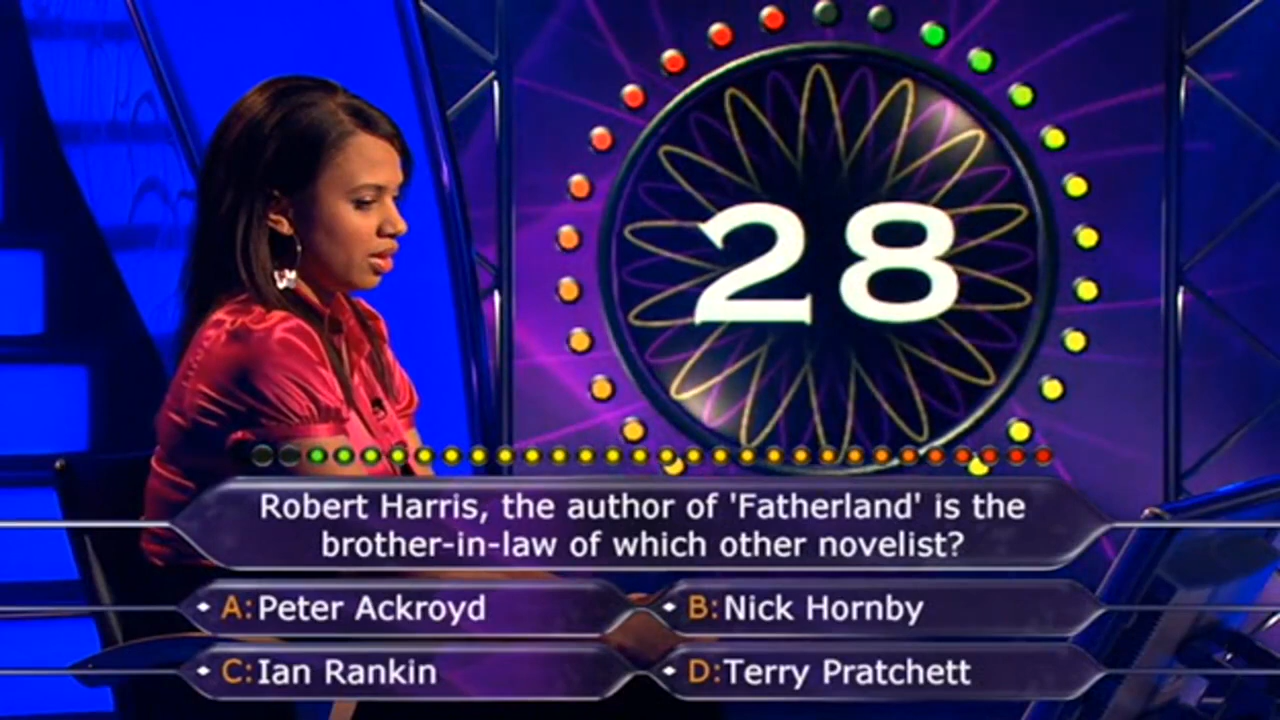 28
Robert Harris, the author of 'Fatherland' is the
brother-in-law of which other novelist?
A: Peter Ackroyd
B: Nick Hornby
C: Ian Rankin
D: Terry Pratchett